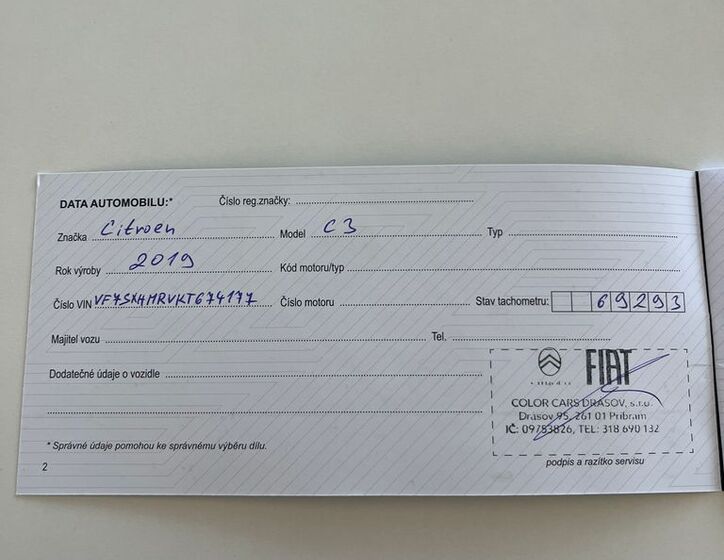 DATA AUTOMOBILU:* Číslo reg.značky:
Značka Citroen Model C3 Typ
Rok výroby 2019 Kód motoru/typ
Číslo VIN VF7SXHMRVKT674177 Číslo motoru Stav tachometru: 69293
Majitel vozu Tel.
Dodatečné údaje o vozidle
FIAT
COLOR CARS DRASOV, s.r.o.
Drásov 95, 261 01 Příbram
IČ: 09753826, TEL: 318 690 132
* Správné údaje pomohou ke správnému výběru dílu.
podpis a razítko servisu
2